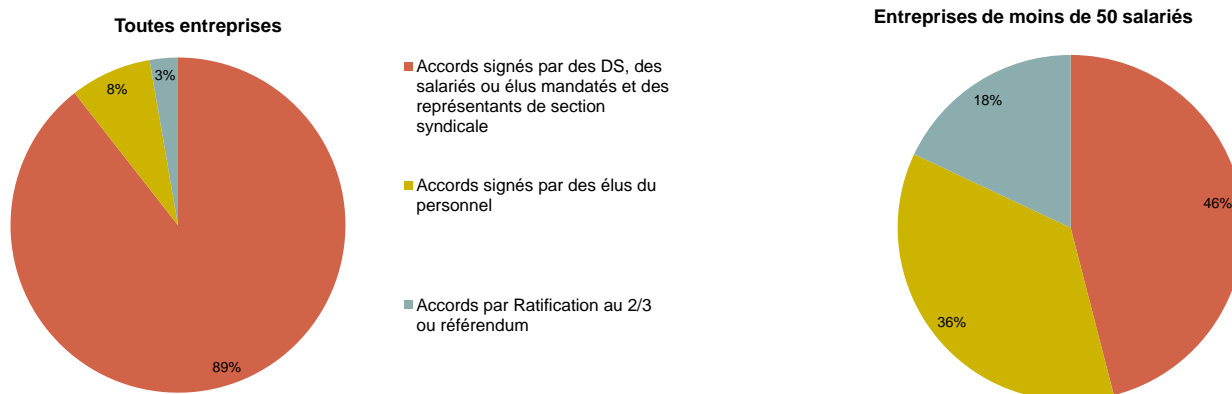 Toutes entreprises
3%
8%
89%
Accords signés par des DS, des
salariés ou élus mandatés et des
représentants de section
syndicale
Accords signés par des élus du
personnel
Accords par Ratification au 2/3
ou référendum
Entreprises de moins de 50 salariés
18%
46%
36%